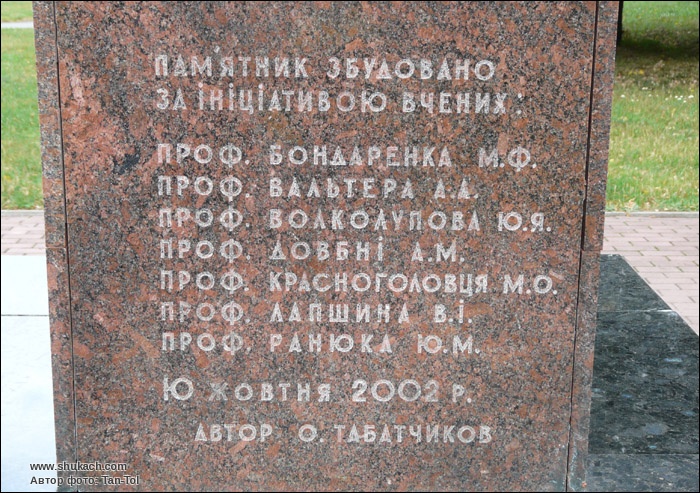 ПАМ'ЯТНИК ЗБУДОВАНО
ЗА ІНІЦІАТИВОЮ ВЧЕНИХ:
ПРОФ. БОНДАРЕНКА М.Ф.
ПРОФ. ВАЛЬТЕРА А.А.
ПРОФ. ВОЛКОЛУПОВА Ю.Я.
ПРОФ. ДОВБНІ А.М.
ПРОФ. КРАСНОГОЛОВЦЯ М.О.
ПРОФ. ЛАПШИНА В.І.
ПРОФ. РАНЮКА Ю.М.
10 ЖОВТНЯ 2002 р.
АВТОР О. ТАБАТЧИКОВ
www.shukach.com
Автор фото: Tan-Tol